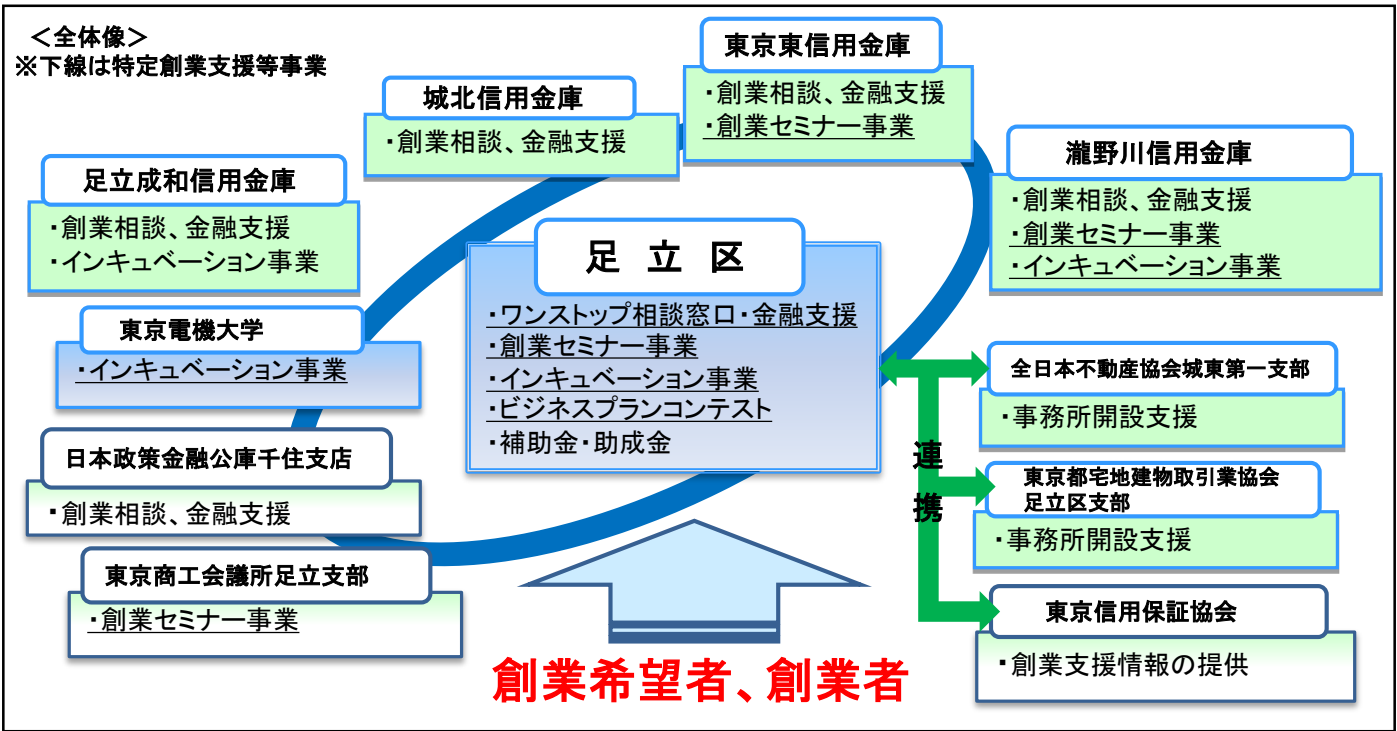 ＜全体像＞
※下線は特定創業支援等事業
東京東信用金庫
・創業相談、金融支援
・創業セミナー事業
城北信用金庫
・創業相談、金融支援
瀧野川信用金庫
・創業相談、金融支援
・創業セミナー事業
・インキュベーション事業
足立成和信用金庫
・創業相談、金融支援
・インキュベーション事業
足 立 区
・ワンストップ相談窓口・金融支援
・創業セミナー事業
・インキュベーション事業
・ビジネスプランコンテスト
・補助金・助成金
東京電機大学
・インキュベーション事業
日本政策金融公庫千住支店
・創業相談、金融支援
東京商工会議所足立支部
・創業セミナー事業
連
携
全日本不動産協会城東第一支部
・事務所開設支援
東京都宅地建物取引業協会
足立区支部
・事務所開設支援
東京信用保証協会
・創業支援情報の提供
創業希望者、創業者